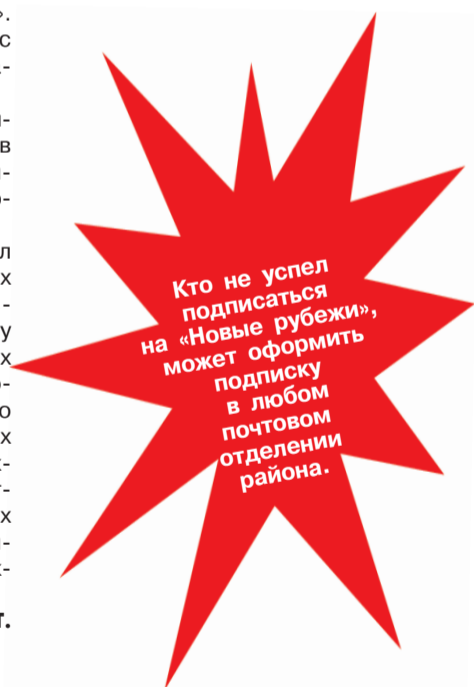 Кто не успел
подписаться
на «Новые рубежи»,
может оформить
подписку
в любом
почтовом
отделении
района.